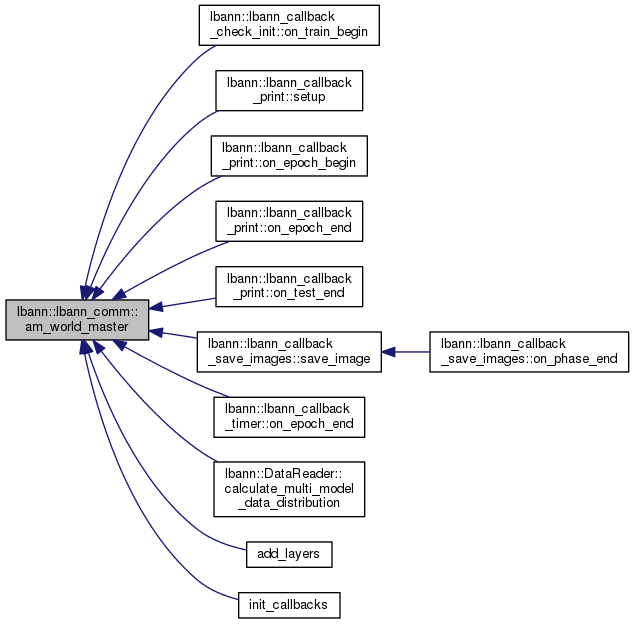 lbann::lbann_callback
_check_init::on_train_begin
lbann::lbann_callback
_print::setup
lbann::lbann_callback
_print::on_epoch_begin
lbann::lbann_callback
_print::on_epoch_end
lbann::lbann_callback
_print::on_test_end
lbann::lbann_comm::
am_world_master
lbann::lbann_callback
_save_images::save_image
lbann::lbann_callback
_save_images::on_phase_end
lbann::lbann_callback
_timer::on_epoch_end
lbann::DataReader::
calculate_multi_model
_data_distribution
add_layers
init_callbacks